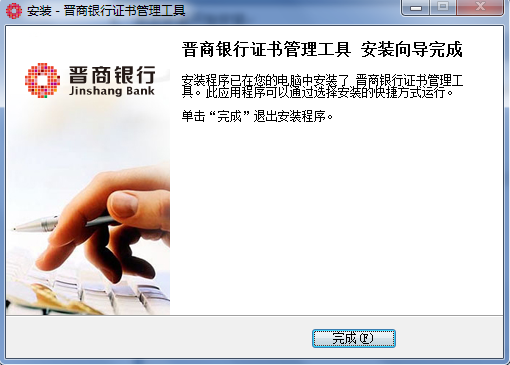 安装 - 晋商银行证书管理工具
晋商银行
Jinshang Bank
晋商银行证书管理工具 安装向导完成
安装程序已在您的电脑中安装了 晋商银行证书管理工
具。此应用程序可以通过选择安装的快捷方式运行。
单击“完成”退出安装程序。
完成(F)